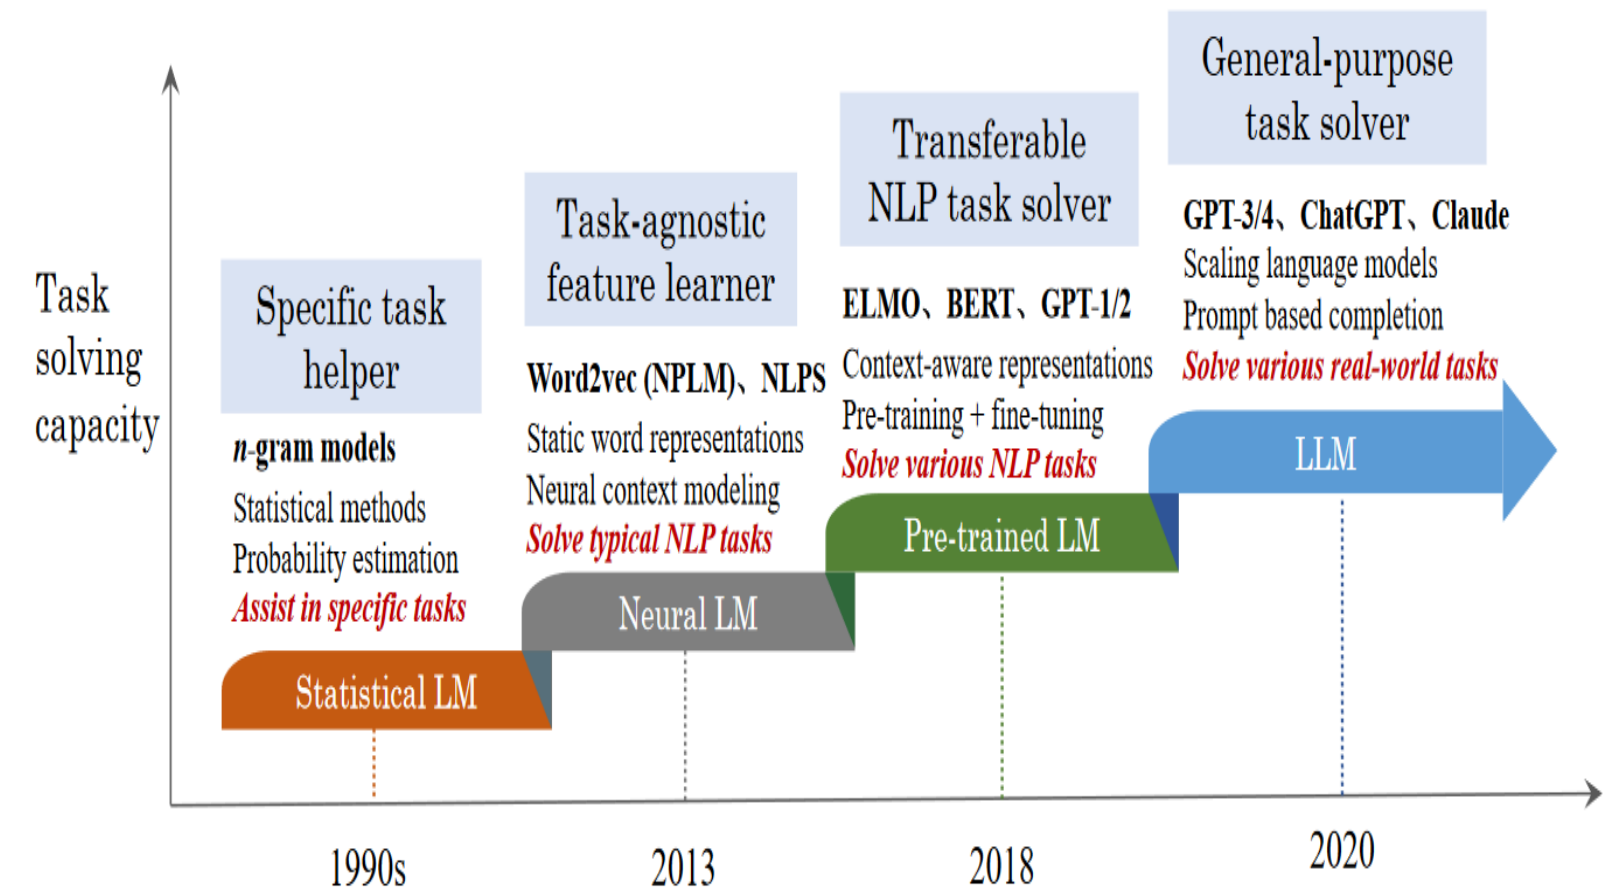 Task
solving
capacity
Specific task
helper
n-gram models
Statistical methods
Probability estimation
Assist in specific tasks
Statistical LM
1990s
Task-agnostic
feature learner
Word2vec (NPLM)、NLPS
Static word representations
Neural context modeling
Solve typical NLP tasks
Neural LM
2013
Transferable
NLP task solver
ELMO、BERT、GPT-1/2
Context-aware representations
Pre-training + fine-tuning
Solve various NLP tasks
Pre-trained LM
2018
General-purpose
task solver
GPT-3/4、ChatGPT、Claude
Scaling language models
Prompt based completion
Solve various real-world tasks
LLM
2020